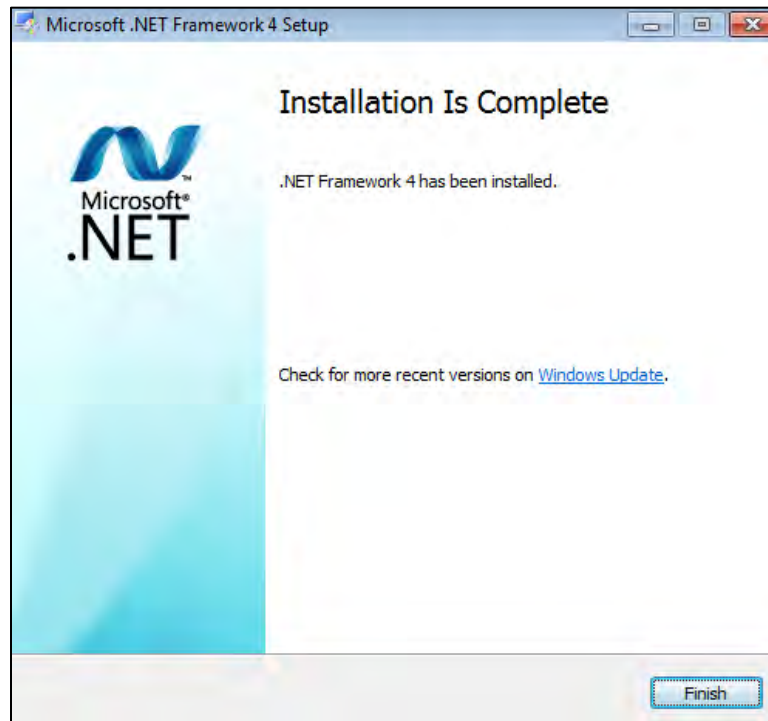 Microsoft .NET Framework 4 Setup
Installation Is Complete
.NET Framework 4 has been installed.
Microsoft®
.NET
Check for more recent versions on Windows Update.
Finish